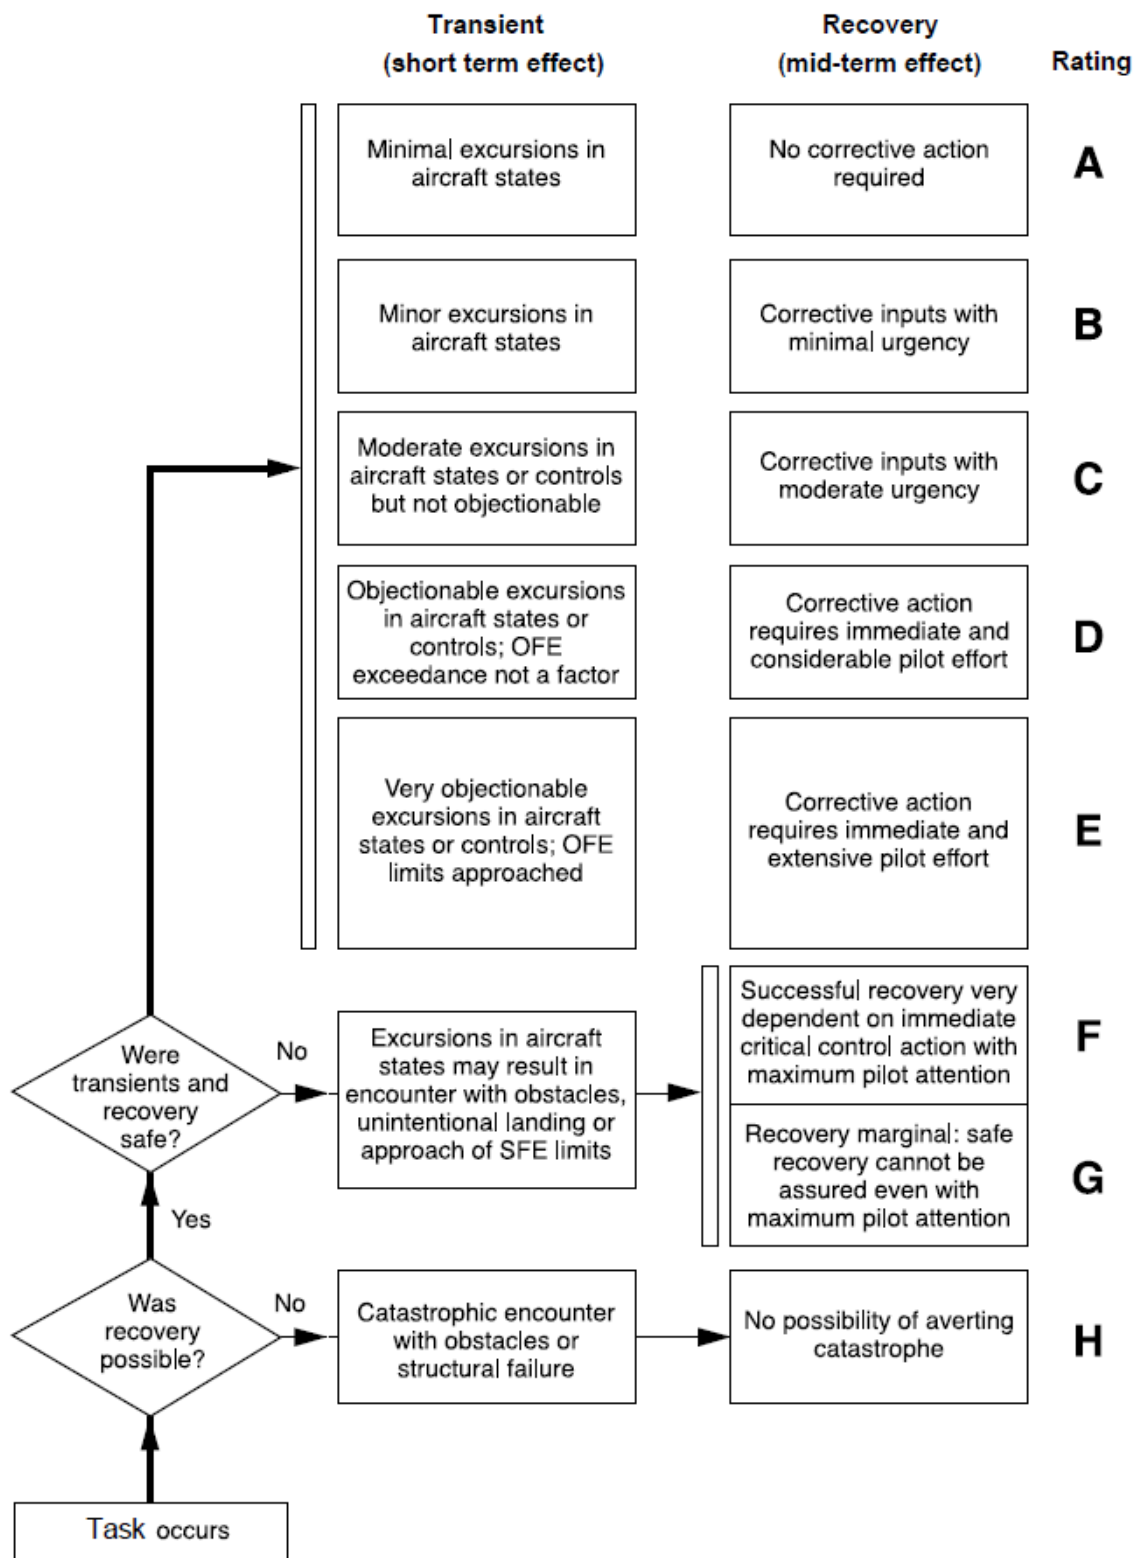 Transient
(short term effect)
Recovery
(mid-term effect)
Rating
Minimal excursions in
aircraft states
No corrective action
required
A
Minor excursions in
aircraft states
Corrective inputs with
minimal urgency
B
Moderate excursions in
aircraft states or controls
but not objectionable
Corrective inputs with
moderate urgency
C
Objectionable excursions
in aircraft states or
controls; OFE
exceedance not a factor
Corrective action
requires immediate and
considerable pilot effort
D
Very objectionable
excursions in aircraft
states or controls; OFE
limits approached
Corrective action
requires immediate and
extensive pilot effort
E
Were
transients and
recovery
safe?
No
Excursions in aircraft
states may result in
encounter with obstacles,
unintentional landing or
approach of SFE limits
Successful recovery very
dependent on immediate
critical control action with
maximum pilot attention
F
Recovery marginal: safe
recovery cannot be
assured even with
maximum pilot attention
G
Yes
Was
recovery
possible?
No
Catastrophic encounter
with obstacles or
structural failure
No possibility of averting
catastrophe
H
Task occurs